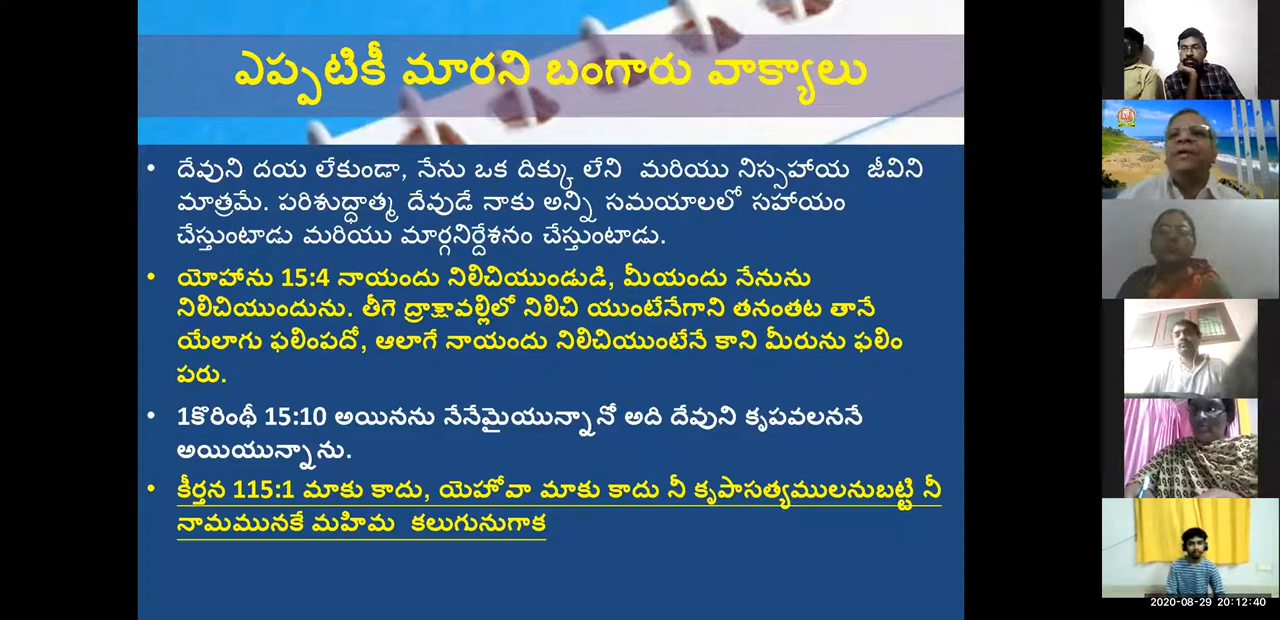 ఎప్పటికీ మారని బంగారు వాక్యాలు
• దేవుని దయ లేకుండా, నేను ఒక దిక్కు లేని మరియు నిస్సహాయ జీవిని
మాత్రమే. పరిశుద్ధాత్మ దేవుడే నాకు అన్ని సమయాలలో సహాయం
చేస్తుంటాడు మరియు మార్గనిర్దేశనం చేస్తుంటాడు.
• యోహాను 15:4 నాయందు నిలిచియుండుడి, మీయందు నేనును
నిలిచియుందును. తీగె ద్రాక్షావల్లిలో నిలిచి యుంటేనేగాని తనంతట తానే
యేలాగు ఫలింపదో, ఆలాగే నాయందు నిలిచియుంటేనే కాని మీరును ఫలిం
పరు.
• 1కొరింథీ 15:10 అయినను నేనేమైయున్నానో అది దేవుని కృపవలననే
అయియున్నాను.
• కీర్తన 115:1 మాకు కాదు, యెహోవా మాకు కాదు నీ కృపాసత్యములనుబట్టి నీ
నామమునకే మహిమ కలుగునుగాక
2020-08-29 20:12:40